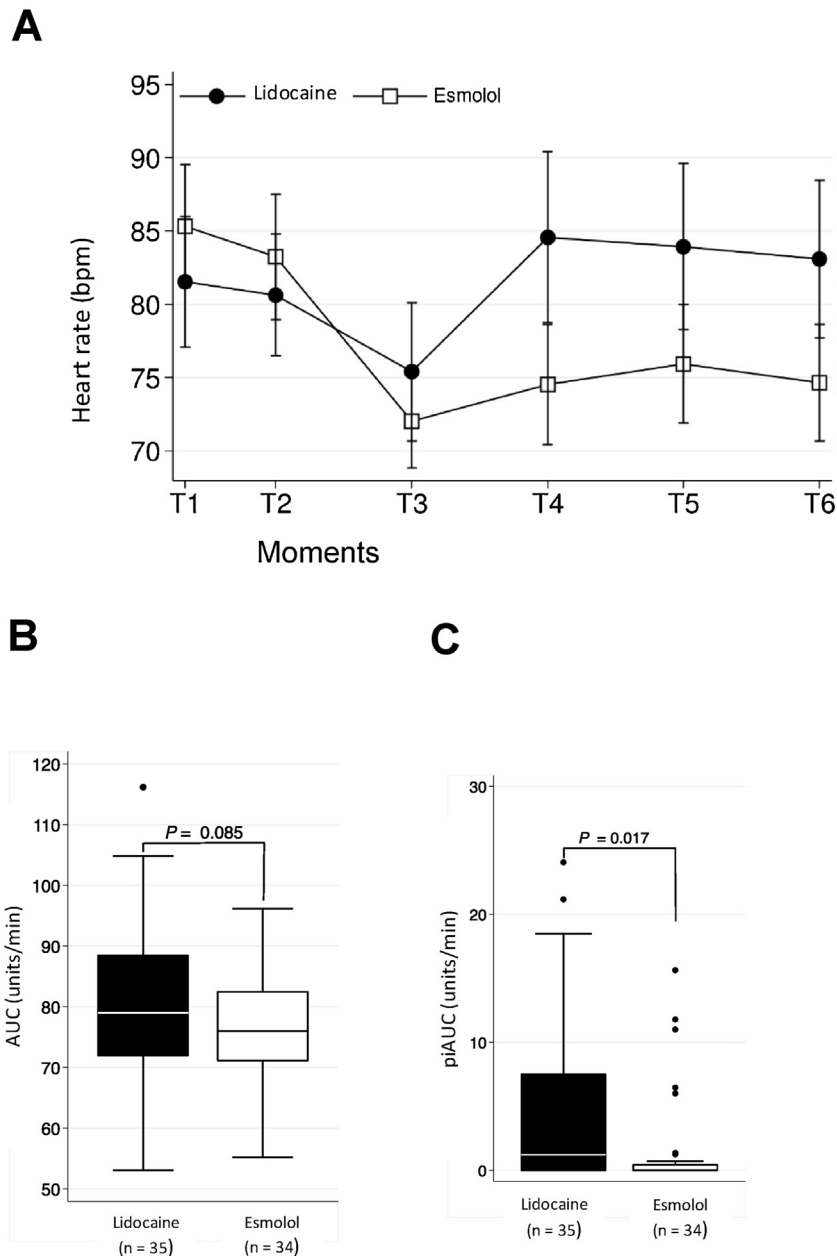 A
95
Lidocaine
Esmolol
90
85
80
75
70
Heart rate (bpm)
T1 T2 T3 T4 T5 T6
Moments
B
120
110
100
90
80
70
60
50
AUC (units/min)
P = 0.085
Lidocaine
(n = 35)
Esmolol
(n = 34)
C
30
20
10
0
piAUC (units/min)
P = 0.017
Lidocaine
(n = 35)
Esmolol
(n = 34)